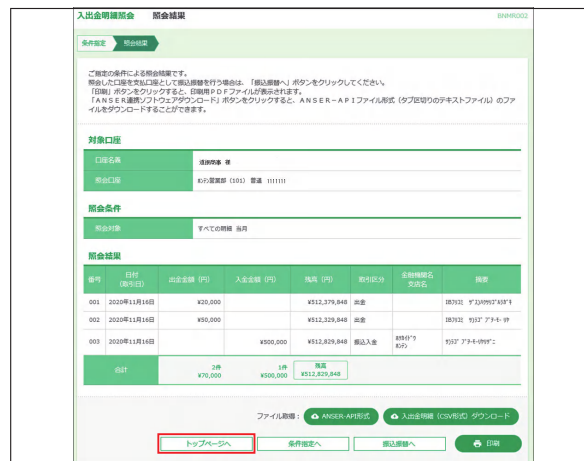 入出金明細照会 照会結果 BNMR002
条件指定 照会結果
ご指定の条件による照会結果です。
照会した口座を支払口座として振込振替を行う場合は、「振込振替へ」ボタンをクリックしてください。
「印刷」ボタンをクリックすると、印刷用PDFファイルが表示されます。
「ANSER連携ソフトウェアダウンロード」ボタンをクリックすると、ANSER-APIファイル形式（タブ区切りのテキストファイル）のファ
イルをダウンロードすることができます。
対象口座
口座名義 様
照会口座 ﾎﾝﾃﾝ営業部 (101) 普通 1111111
照会条件
照会対象 すべての明細 当月
照会結果
番号 日付 (取引日) 出金金額 (円) 入金金額 (円) 残高 (円) 取引区分 金融機関名 支店名 摘要
001 2020年11月16日 ¥20,000 ¥512,379,848 出金
002 2020年11月16日 ¥50,000 ¥512,329,848 出金
003 2020年11月16日 ¥500,000 ¥512,829,848 振込入金 ﾎﾝﾃﾝ
合計 2件 ¥70,000 1件 ¥500,000 残高 ¥512,829,848
ファイル取得： ANSER-API形式 入出金明細（CSV形式）ダウンロード
トップページへ 条件指定へ 振込振替へ 印刷